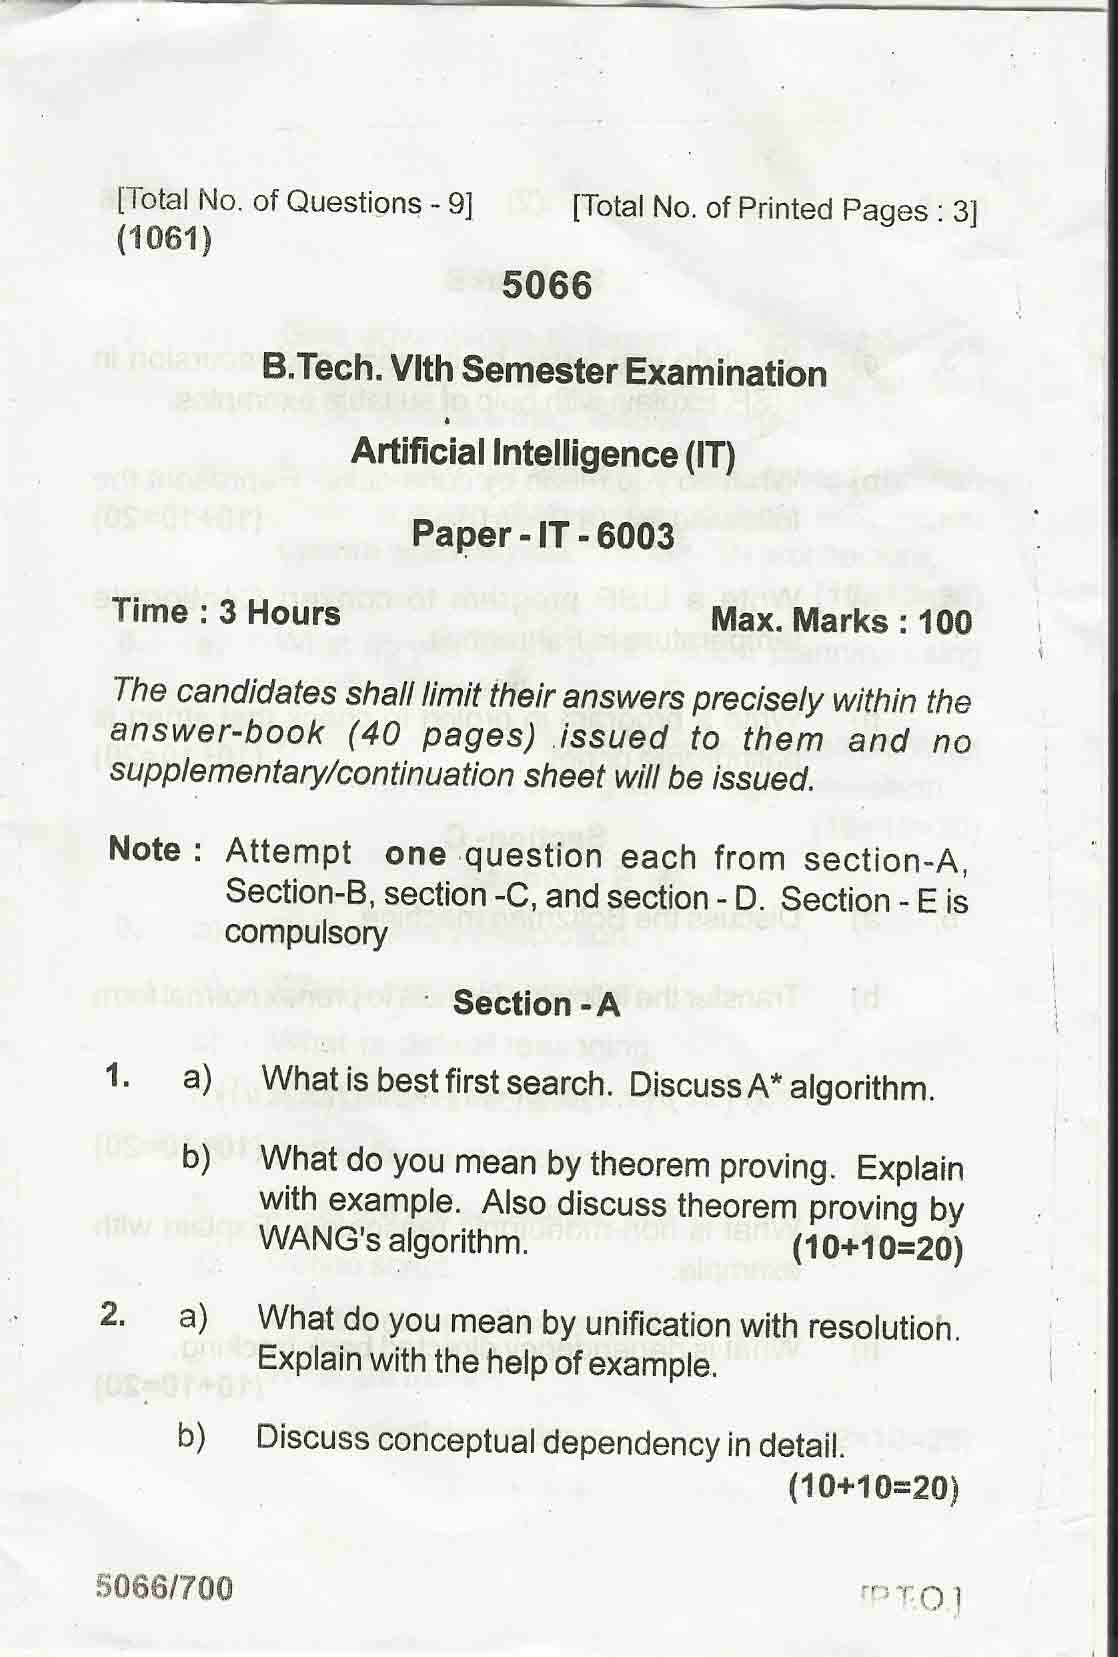 [Total No. of Questions - 9] [Total No. of Printed Pages : 3]
(1061)
5066
B.Tech. VIth Semester Examination
Artificial Intelligence (IT)
Paper - IT - 6003
Time : 3 Hours Max. Marks : 100
The candidates shall limit their answers precisely within the
answer-book (40 pages) issued to them and no
supplementary/continuation sheet will be issued.
Note : Attempt one question each from section-A,
Section-B, section -C, and section - D. Section - E is
compulsory
Section - A
1. a) What is best first search. Discuss A* algorithm.
b) What do you mean by theorem proving. Explain
with example. Also discuss theorem proving by
WANG's algorithm. (10+10=20)
2. a) What do you mean by unification with resolution.
Explain with the help of example.
b) Discuss conceptual dependency in detail.
(10+10=20)
5066/700 [P.T.O.]